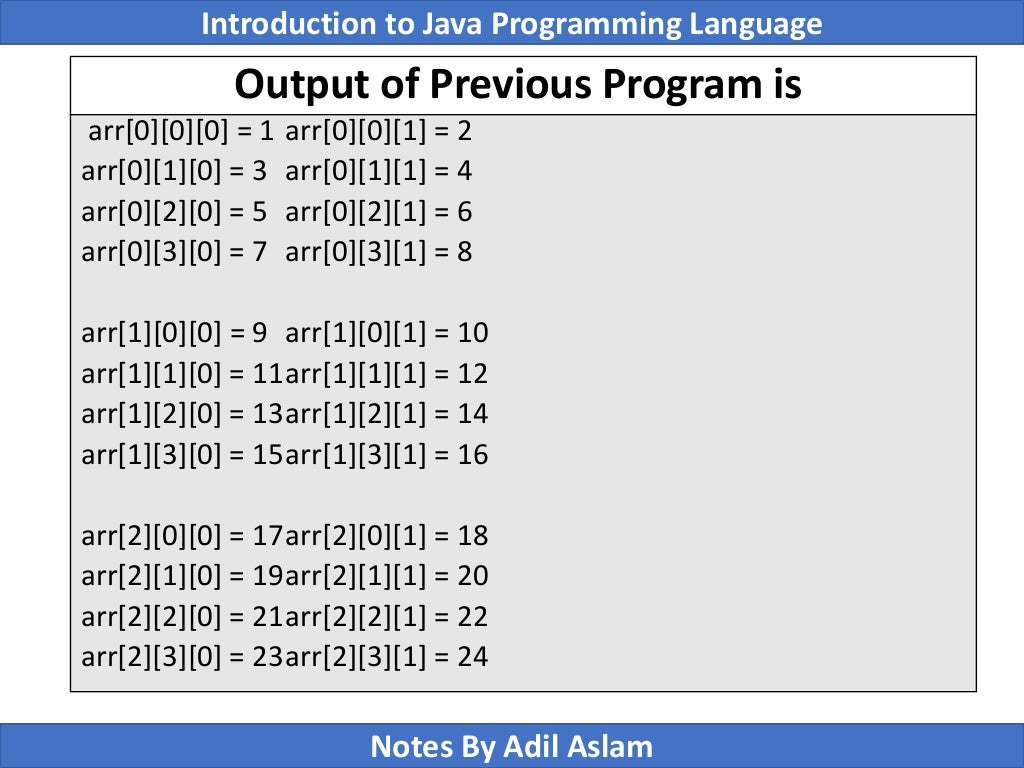 Introduction to Java Programming Language
Output of Previous Program is
arr[0][0][0] = 1 arr[0][0][1] = 2
arr[0][1][0] = 3 arr[0][1][1] = 4
arr[0][2][0] = 5 arr[0][2][1] = 6
arr[0][3][0] = 7 arr[0][3][1] = 8
arr[1][0][0] = 9 arr[1][0][1] = 10
arr[1][1][0] = 11arr[1][1][1] = 12
arr[1][2][0] = 13arr[1][2][1] = 14
arr[1][3][0] = 15arr[1][3][1] = 16
arr[2][0][0] = 17arr[2][0][1] = 18
arr[2][1][0] = 19arr[2][1][1] = 20
arr[2][2][0] = 21arr[2][2][1] = 22
arr[2][3][0] = 23arr[2][3][1] = 24
Notes By Adil Aslam